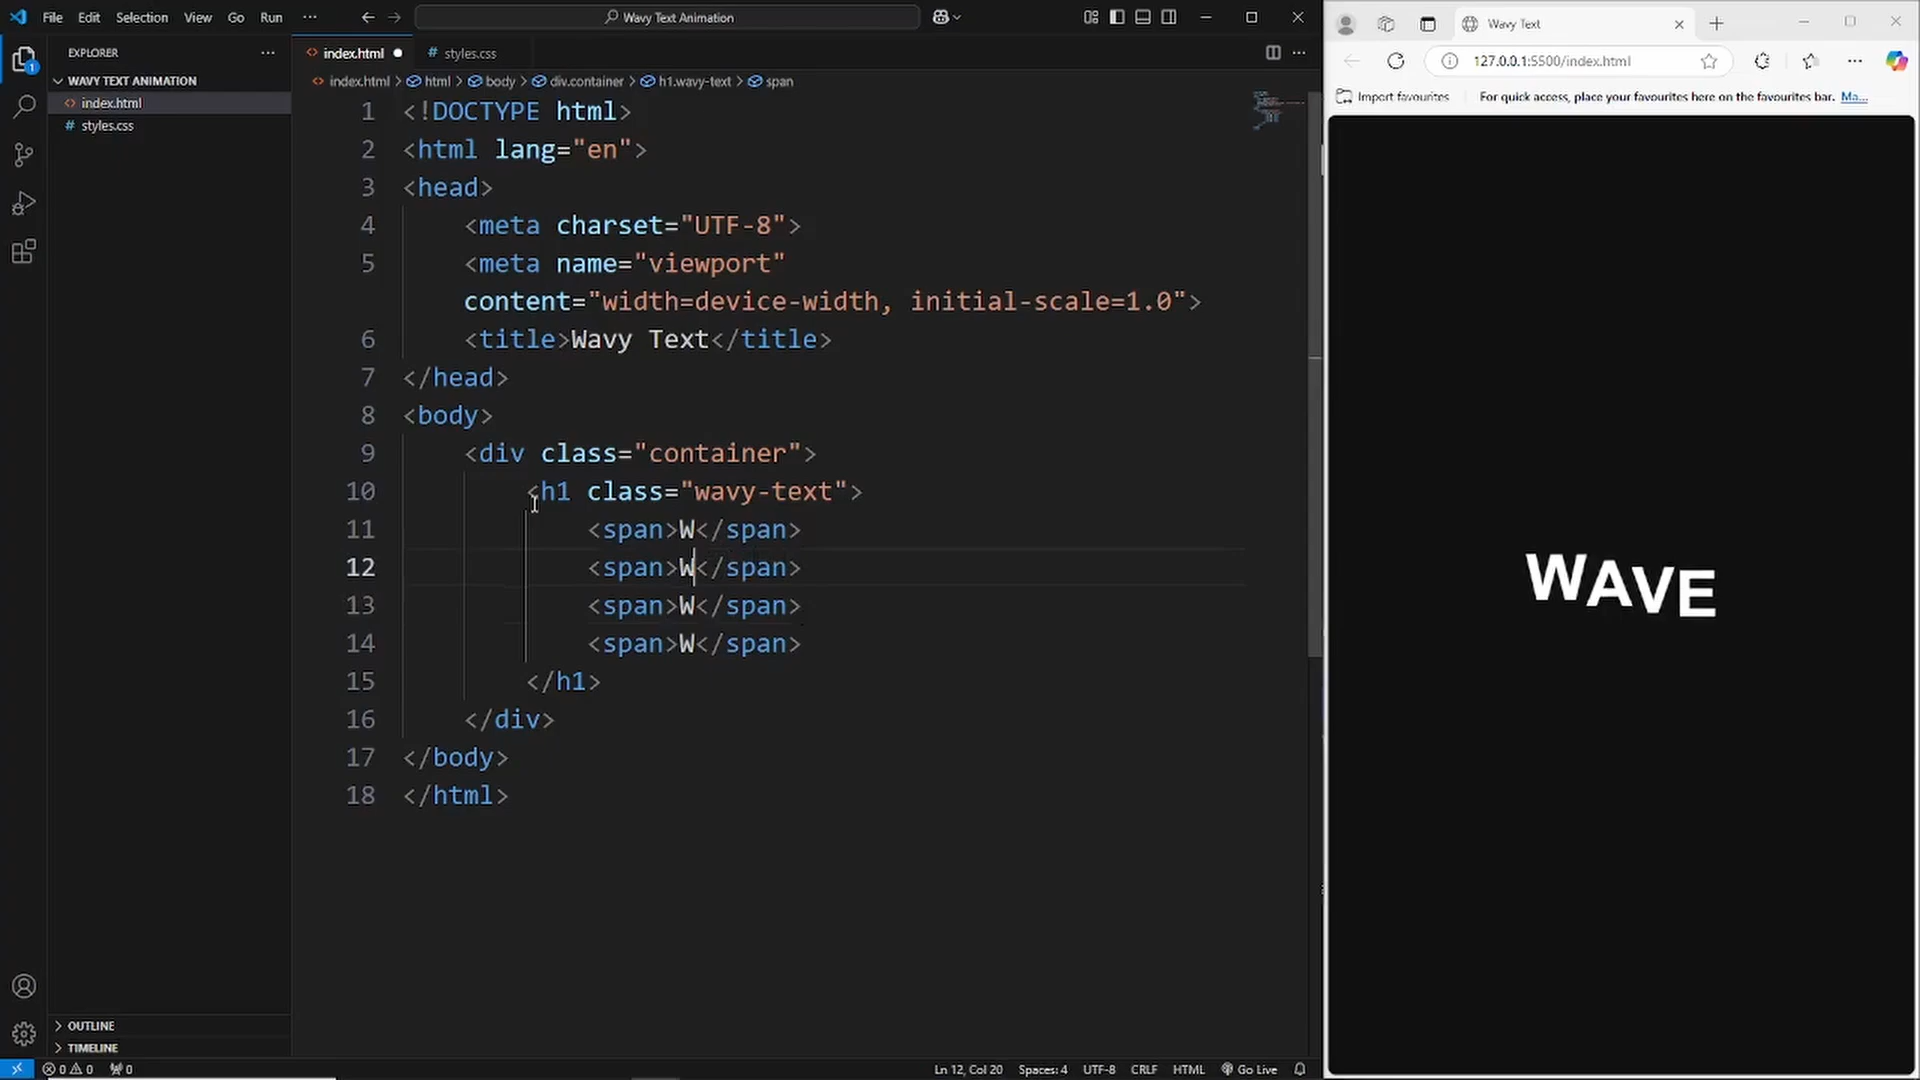 File Edit Selection View Go Run ··· Wavy Text Animation
EXPLORER ···
WAVY TEXT ANIMATION
index.html
styles.css
index.html
styles.css
index.html > html > body > div.container > h1.wavy-text > span
1 <!DOCTYPE html>
2 <html lang="en">
3 <head>
4 <meta charset="UTF-8">
5 <meta name="viewport"
content="width=device-width, initial-scale=1.0">
6 <title>Wavy Text</title>
7 </head>
8 <body>
9 <div class="container">
10 <h1 class="wavy-text">
11 <span>W</span>
12 <span>W</span>
13 <span>W</span>
14 <span>W</span>
15 </h1>
16 </div>
17 </body>
18 </html>
OUTLINE
TIMELINE
0 0 0
Ln 12, Col 20 Spaces: 4 UTF-8 CRLF HTML Go Live
1
Wavy Text
127.0.0.1:5500/index.html
Import favourites For quick access, place your favourites here on the favourites bar. Ma...
WAVE